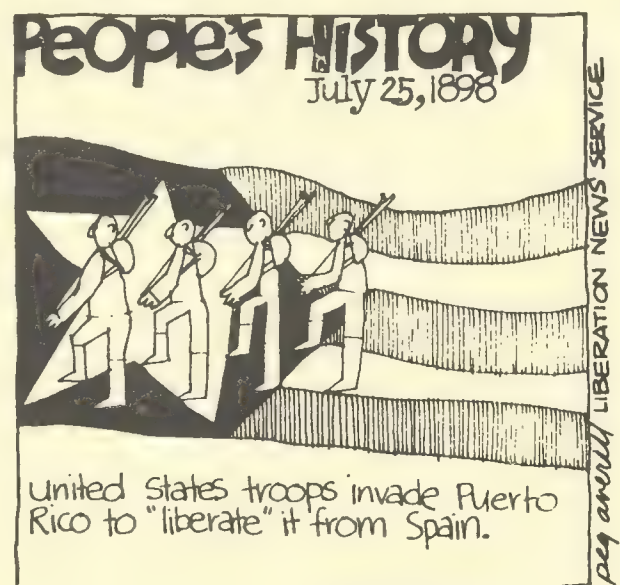 PEOPLE'S HISTORY
July 25, 1898
United States troops invade Puerto
Rico to "liberate" it from Spain.
peg averill LIBERATION NEWS SERVICE